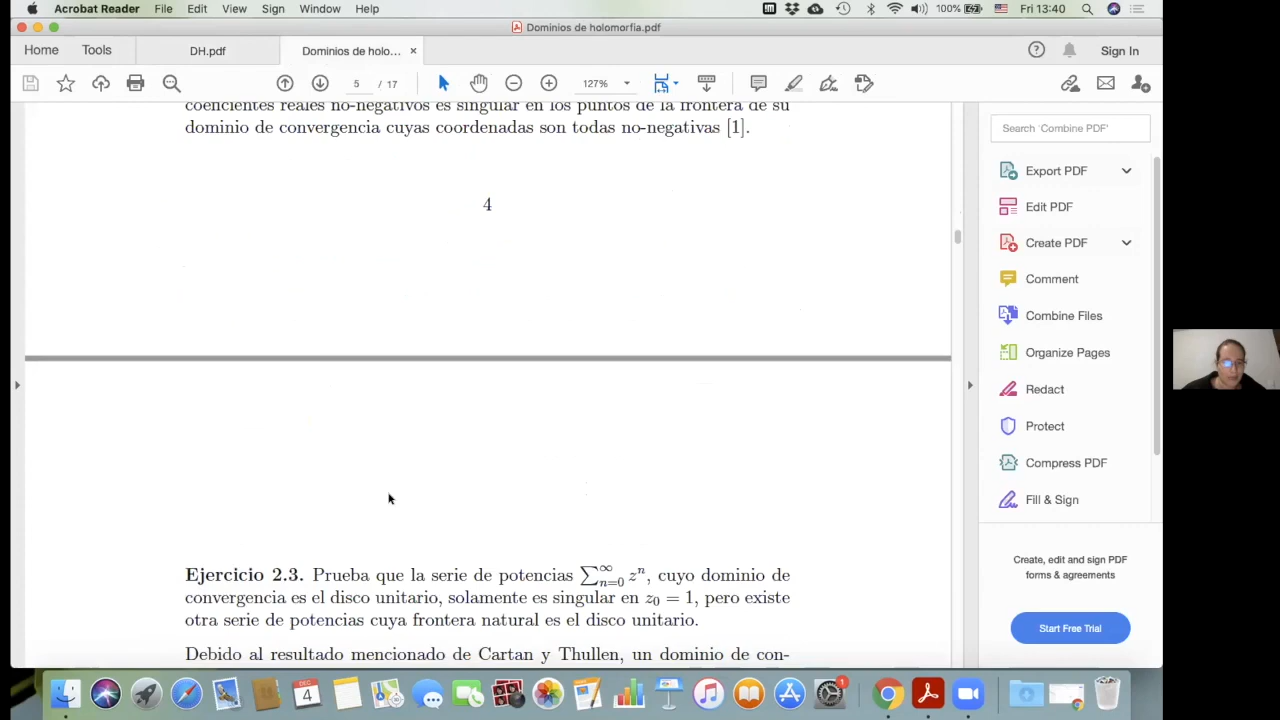 Acrobat Reader File Edit View Sign Window Help 100% Fri 13:40
Dominios de holomorfia.pdf
Home Tools DH.pdf Dominios de holo... × Sign In
5 / 17 127%
coeficientes reales no-negativos es singular en los puntos de la frontera de su
dominio de convergencia cuyas coordenadas son todas no-negativas [1].
4
Ejercicio 2.3. Prueba que la serie de potencias ∑_{n=0}^{∞} zⁿ, cuyo dominio de
convergencia es el disco unitario, solamente es singular en z₀ = 1, pero existe
otra serie de potencias cuya frontera natural es el disco unitario.
Debido al resultado mencionado de Cartan y Thullen, un dominio de con-
Search 'Combine PDF'
Export PDF
Edit PDF
Create PDF
Comment
Combine Files
Organize Pages
Redact
Protect
Compress PDF
Fill & Sign
Create, edit and sign PDF
forms & agreements
Start Free Trial
DEC
4
1